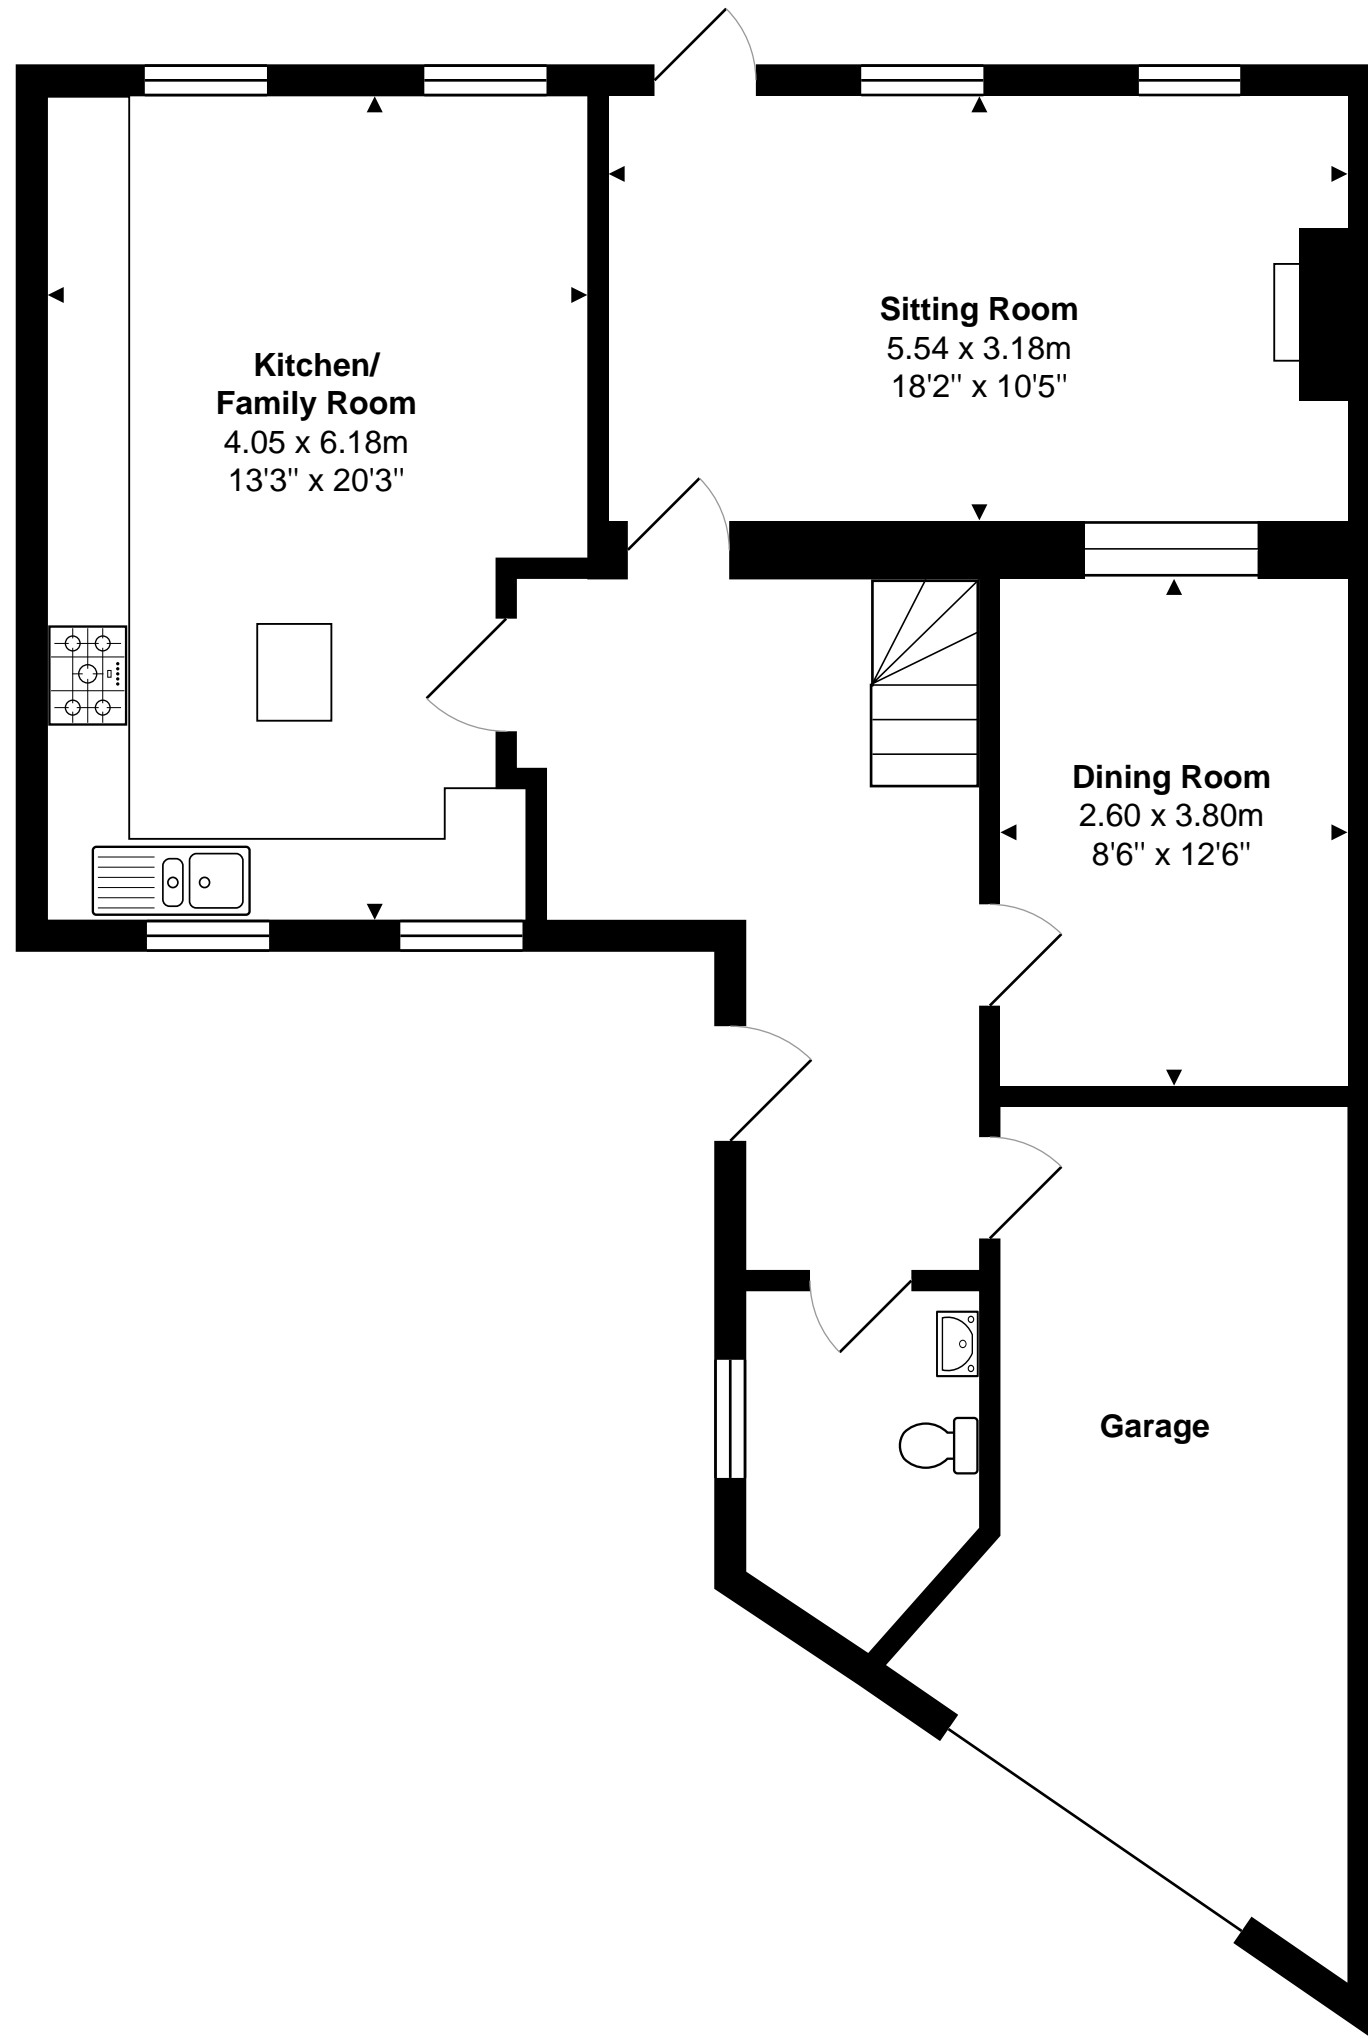 Kitchen/
Family Room
4.05 x 6.18m
13'3" x 20'3"
Sitting Room
5.54 x 3.18m
18'2" x 10'5"
Dining Room
2.60 x 3.80m
8'6" x 12'6"
Garage